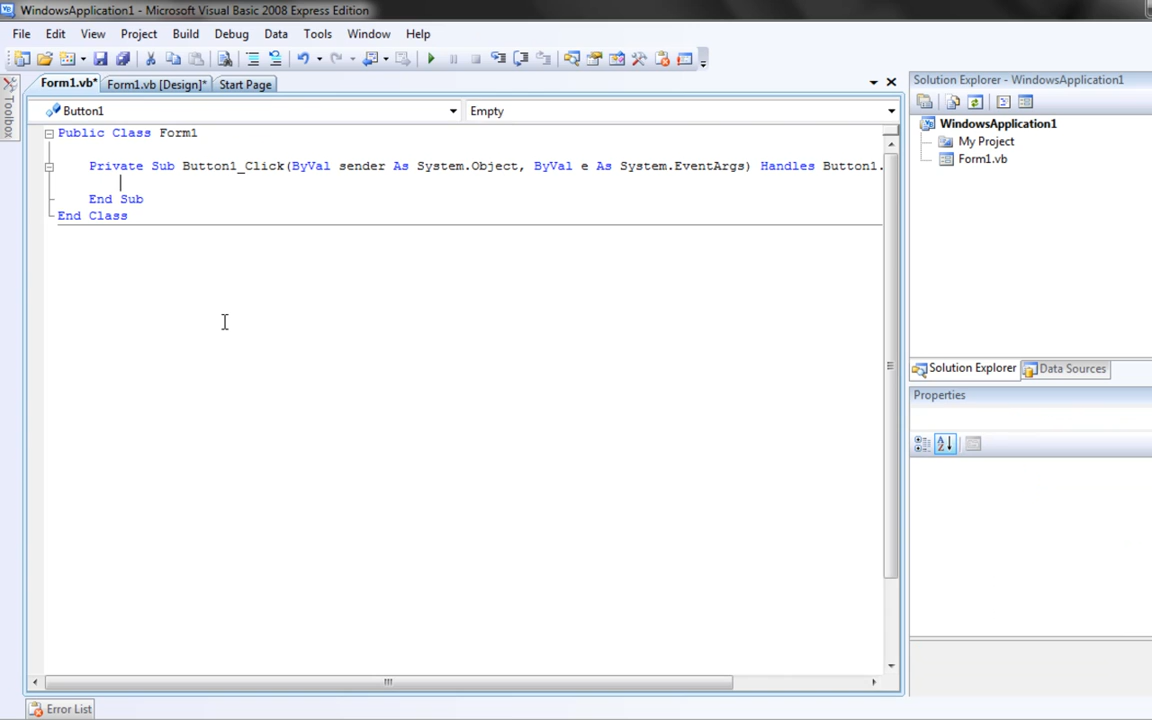 WindowsApplication1 - Microsoft Visual Basic 2008 Express Edition
File Edit View Project Build Debug Data Tools Window Help
Form1.vb* Form1.vb [Design]* Start Page
Toolbox
Button1 Empty
Public Class Form1
Private Sub Button1_Click(ByVal sender As System.Object, ByVal e As System.EventArgs) Handles Button1.
End Sub
End Class
Solution Explorer - WindowsApplication1
WindowsApplication1
My Project
Form1.vb
Solution Explorer Data Sources
Properties
Error List